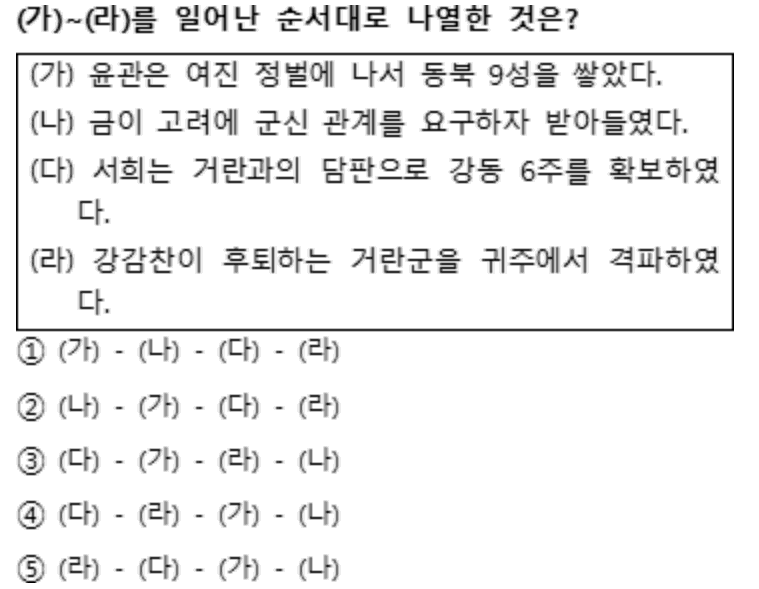 (가)~(라)를 일어난 순서대로 나열한 것은?
(가) 윤관은 여진 정벌에 나서 동북 9성을 쌓았다.
(나) 금이 고려에 군신 관계를 요구하자 받아들였다.
(다) 서희는 거란과의 담판으로 강동 6주를 확보하였
다.
(라) 강감찬이 후퇴하는 거란군을 귀주에서 격파하였
다.
① (가) - (나) - (다) - (라)
② (나) - (가) - (다) - (라)
③ (다) - (가) - (라) - (나)
④ (다) - (라) - (가) - (나)
⑤ (라) - (다) - (가) - (나)